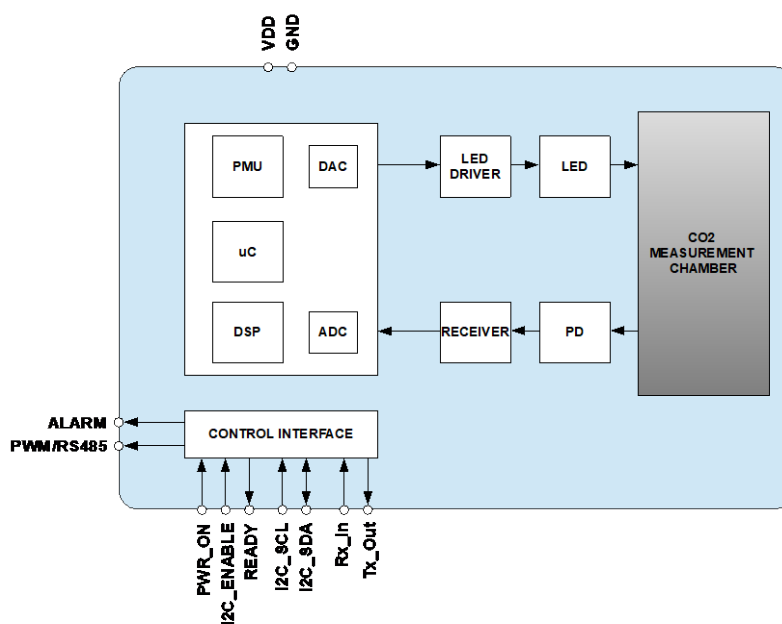 VDD
GND
PMU
DAC
LED
DRIVER
LED
CO2
MEASUREMENT
CHAMBER
uC
DSP
ADC
RECEIVER
PD
ALARM
PWM/RS485
CONTROL INTERFACE
PWR_ON
I2C_ENABLE
READY
I2C_SCL
I2C_SDA
Rx_In
Tx_Out